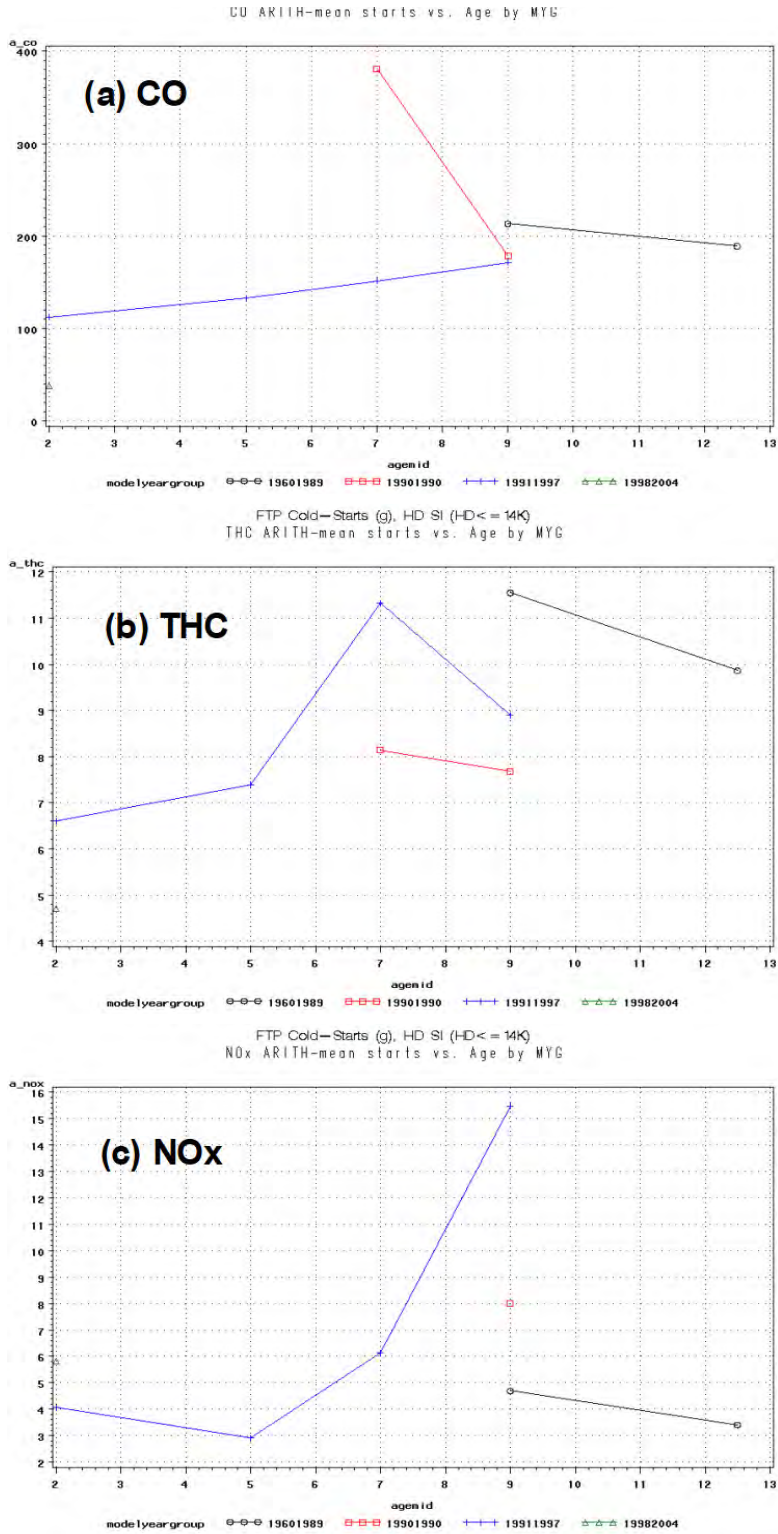 CO ARITH-mean starts vs. Age by MYG
a_co
400
(a) CO
300
200
100
0
2 3 4 5 6 7 8 9 10 11 12 13
agemid
modelyeargroup 19601989 19901990 19911997 19982004
FTP Cold-Starts (g), HD SI (HD<=14K)
THC ARITH-mean starts vs. Age by MYG
a_thc
12
11
(b) THC
10
9
8
7
6
5
4
2 3 4 5 6 7 8 9 10 11 12 13
agemid
modelyeargroup 19601989 19901990 19911997 19982004
FTP Cold-Starts (g), HD SI (HD<=14K)
NOx ARITH-mean starts vs. Age by MYG
a_nox
16
15
14
(c) NOx
13
12
11
10
9
8
7
6
5
4
3
2
2 3 4 5 6 7 8 9 10 11 12 13
agemid
modelyeargroup 19601989 19901990 19911997 19982004